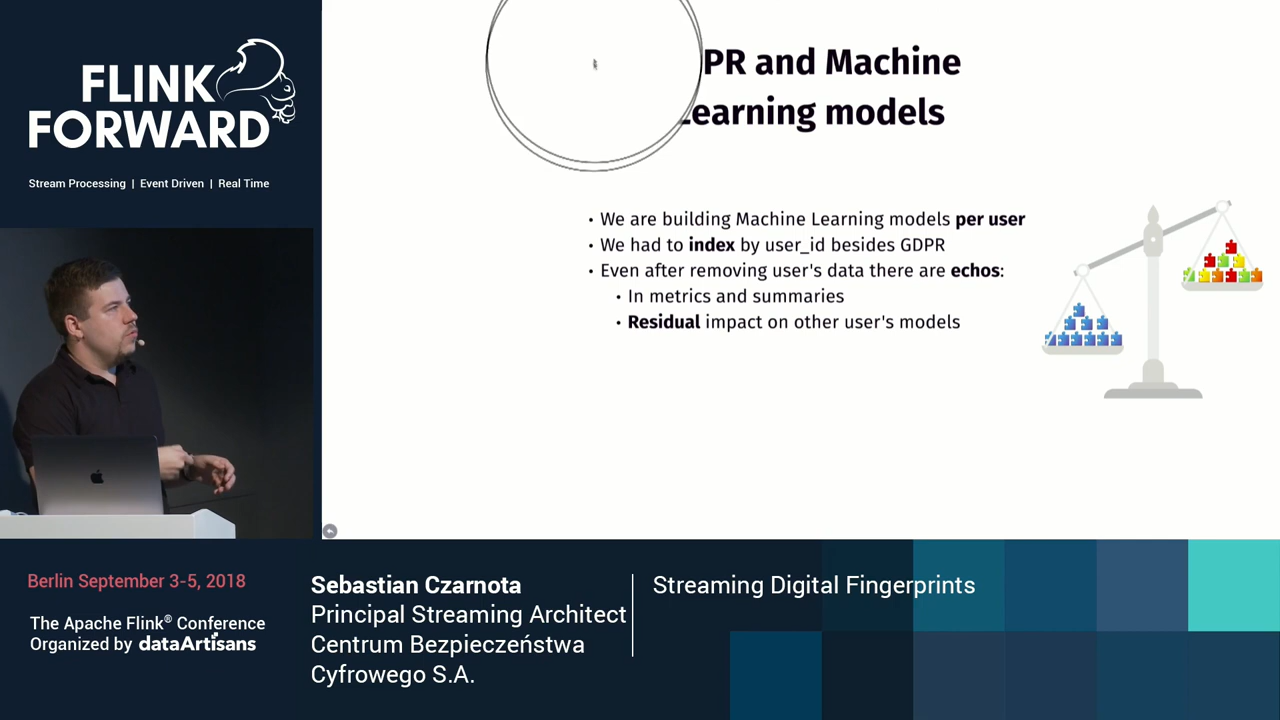 FLINK
FORWARD
Stream Processing | Event Driven | Real Time
PR and Machine
earning models
• We are building Machine Learning models per user
• We had to index by user_id besides GDPR
• Even after removing user's data there are echos:
• In metrics and summaries
• Residual impact on other user's models
Berlin September 3-5, 2018
The Apache Flink® Conference
Organized by dataArtisans
Sebastian Czarnota
Principal Streaming Architect
Centrum Bezpieczeństwa
Cyfrowego S.A.
Streaming Digital Fingerprints